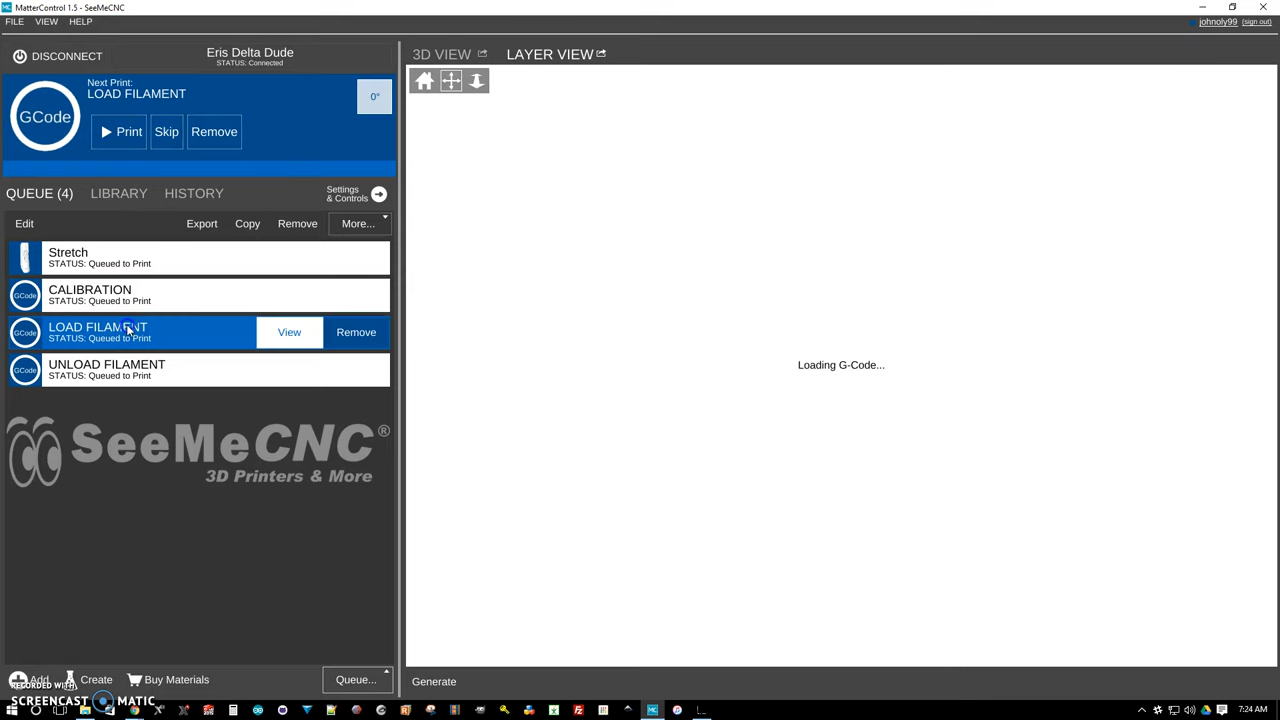 MatterControl 1.5 - SeeMeCNC
FILE VIEW HELP
johnoly99 (sign out)
DISCONNECT
Eris Delta Dude
STATUS: Connected
3D VIEW
LAYER VIEW
Next Print:
LOAD FILAMENT
0°
GCode
Print Skip Remove
QUEUE (4) LIBRARY HISTORY
Settings
& Controls
Edit Export Copy Remove More...
Stretch
STATUS: Queued to Print
GCode
CALIBRATION
STATUS: Queued to Print
GCode
LOAD FILAMENT
STATUS: Queued to Print
View Remove
GCode
UNLOAD FILAMENT
STATUS: Queued to Print
Loading G-Code...
SeeMeCNC®
3D Printers & More
Add Create Buy Materials Queue...
Generate
RECORDED WITH
SCREENCAST MATIC
7:24 AM